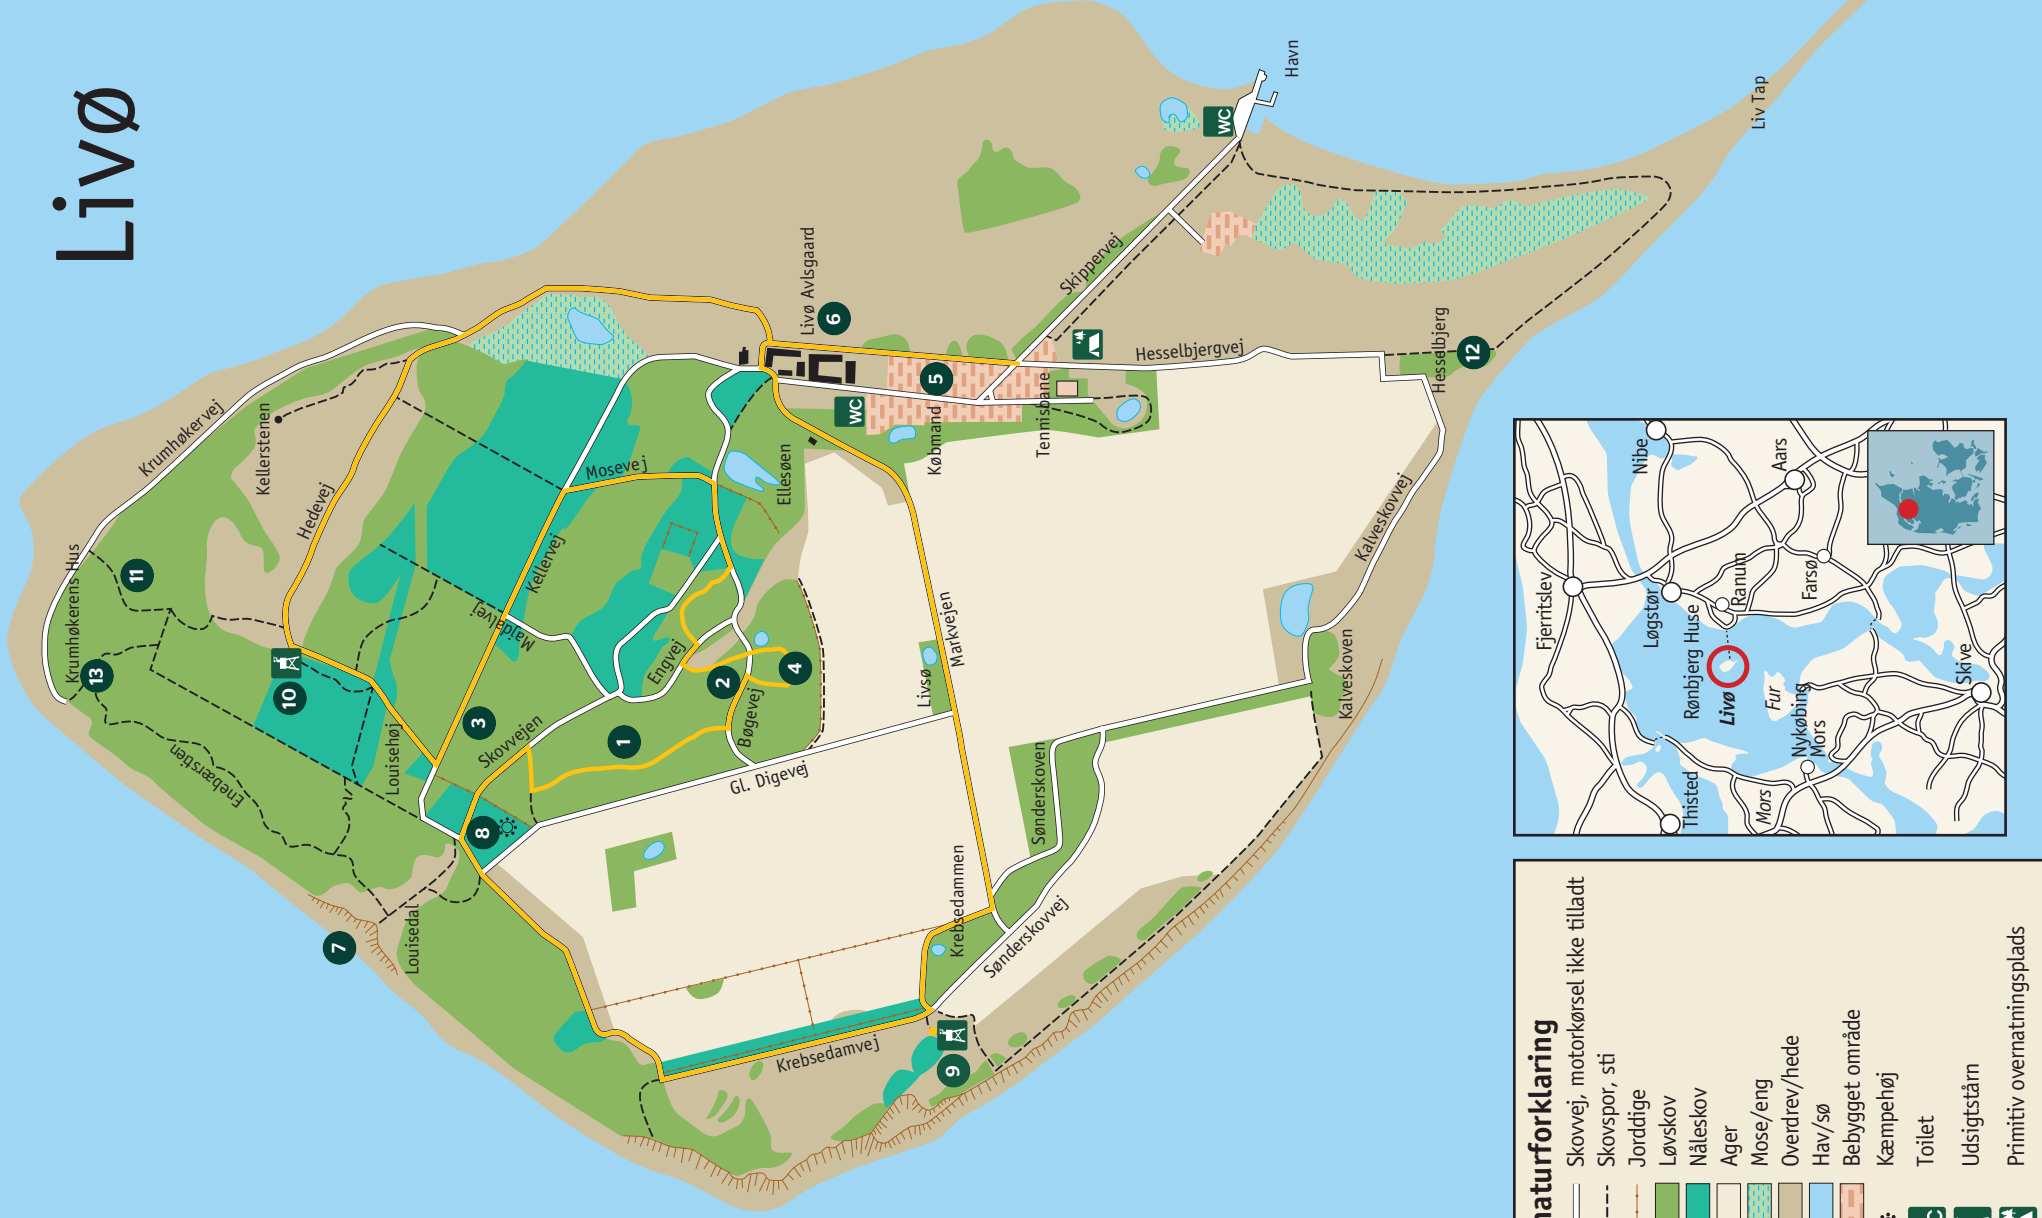 Livø
Krumhøkervej
Kellerstenen
Hedevej
Krumhøkerens Hus
11
13
10
Enebærstien
Louisehøj
3
Skovvejen
8
7
Louisedal
Majdalvej
Kellervej
Mosevej
Ellesøen
Engvej
1
2
4
Bøgevej
Gl. Digevej
Livø Avlsgaard
6
WC
5
Købmand
Tennisbane
Skippervej
WC
Havn
Hesselbjergvej
Hesselbjerg
12
Liv Tap
Kalveskovvej
Kalveskoven
Markvejen
Livsø
Sønderskoven
Sønderskovvej
Krebsedammen
Krebsedamvej
9
Fjerritslev
Nibe
Aars
Løgstør
Ranum
Farsø
Rønbjerg Huse
Livø
Fur
Nykøbing
Mors
Skive
Thisted
Mors
naturforklaring
Skovvej, motorkørsel ikke tilladt
Skovspor, sti
Jorddige
Løvskov
Nåleskov
Ager
Mose/eng
Overdrev/hede
Hav/sø
Bebygget område
Kæmpehøj
Toilet
Udsigtstårn
Primitiv overnatningsplads